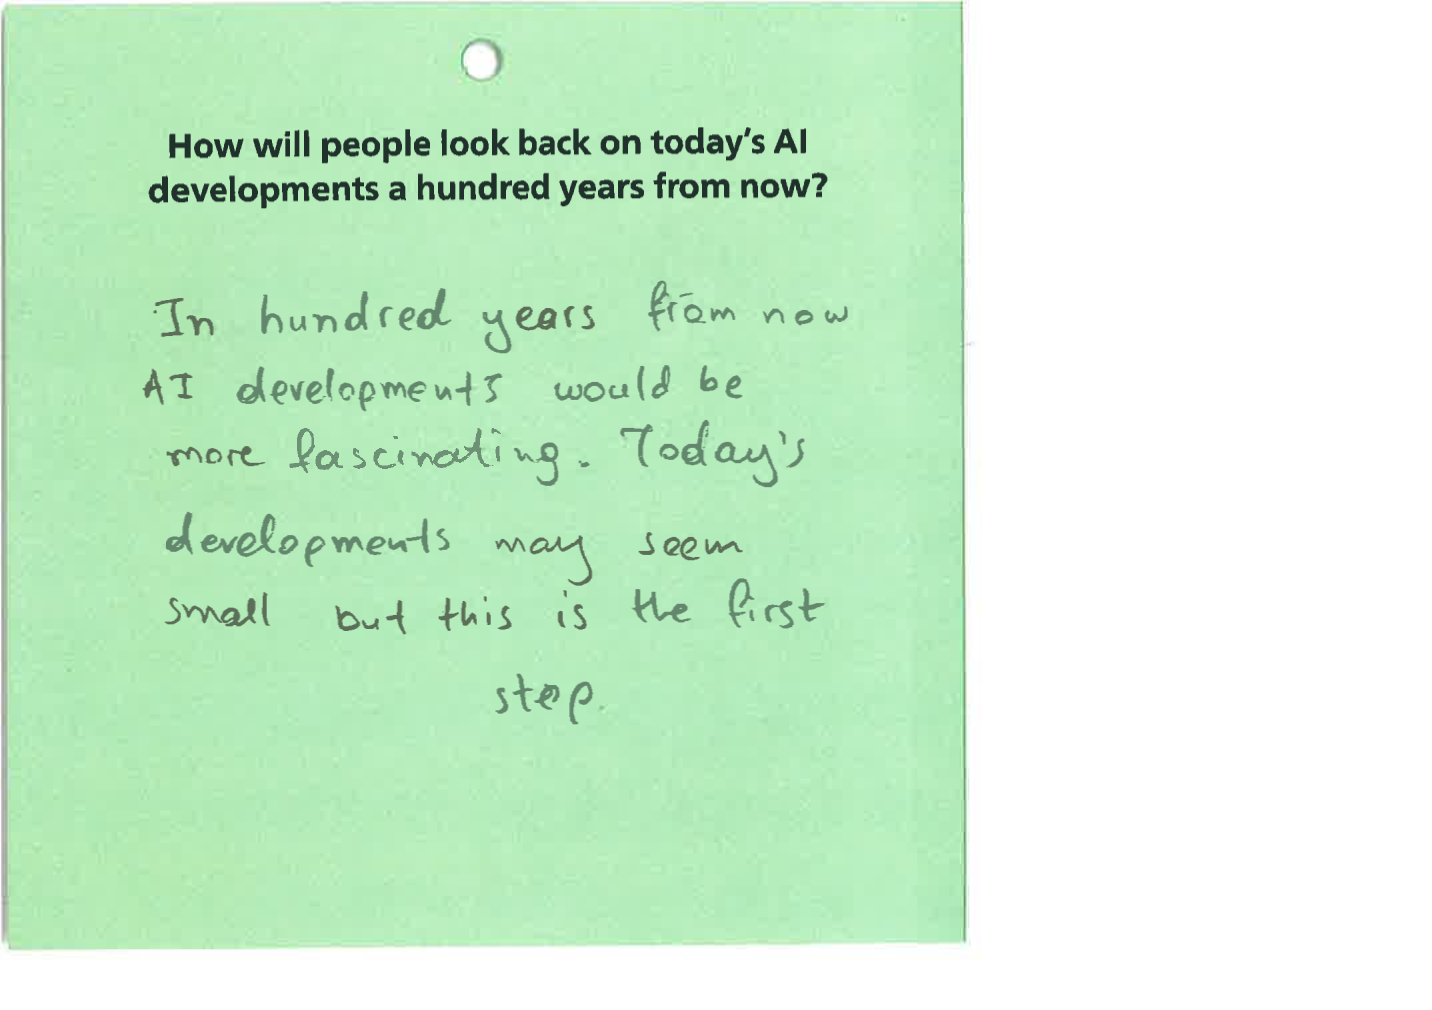 How will people look back on today's AI
developments a hundred years from now?
In hundred years from now
AI developments would be
more fascinating. Today's
developments may seem
small but this is the first
step.